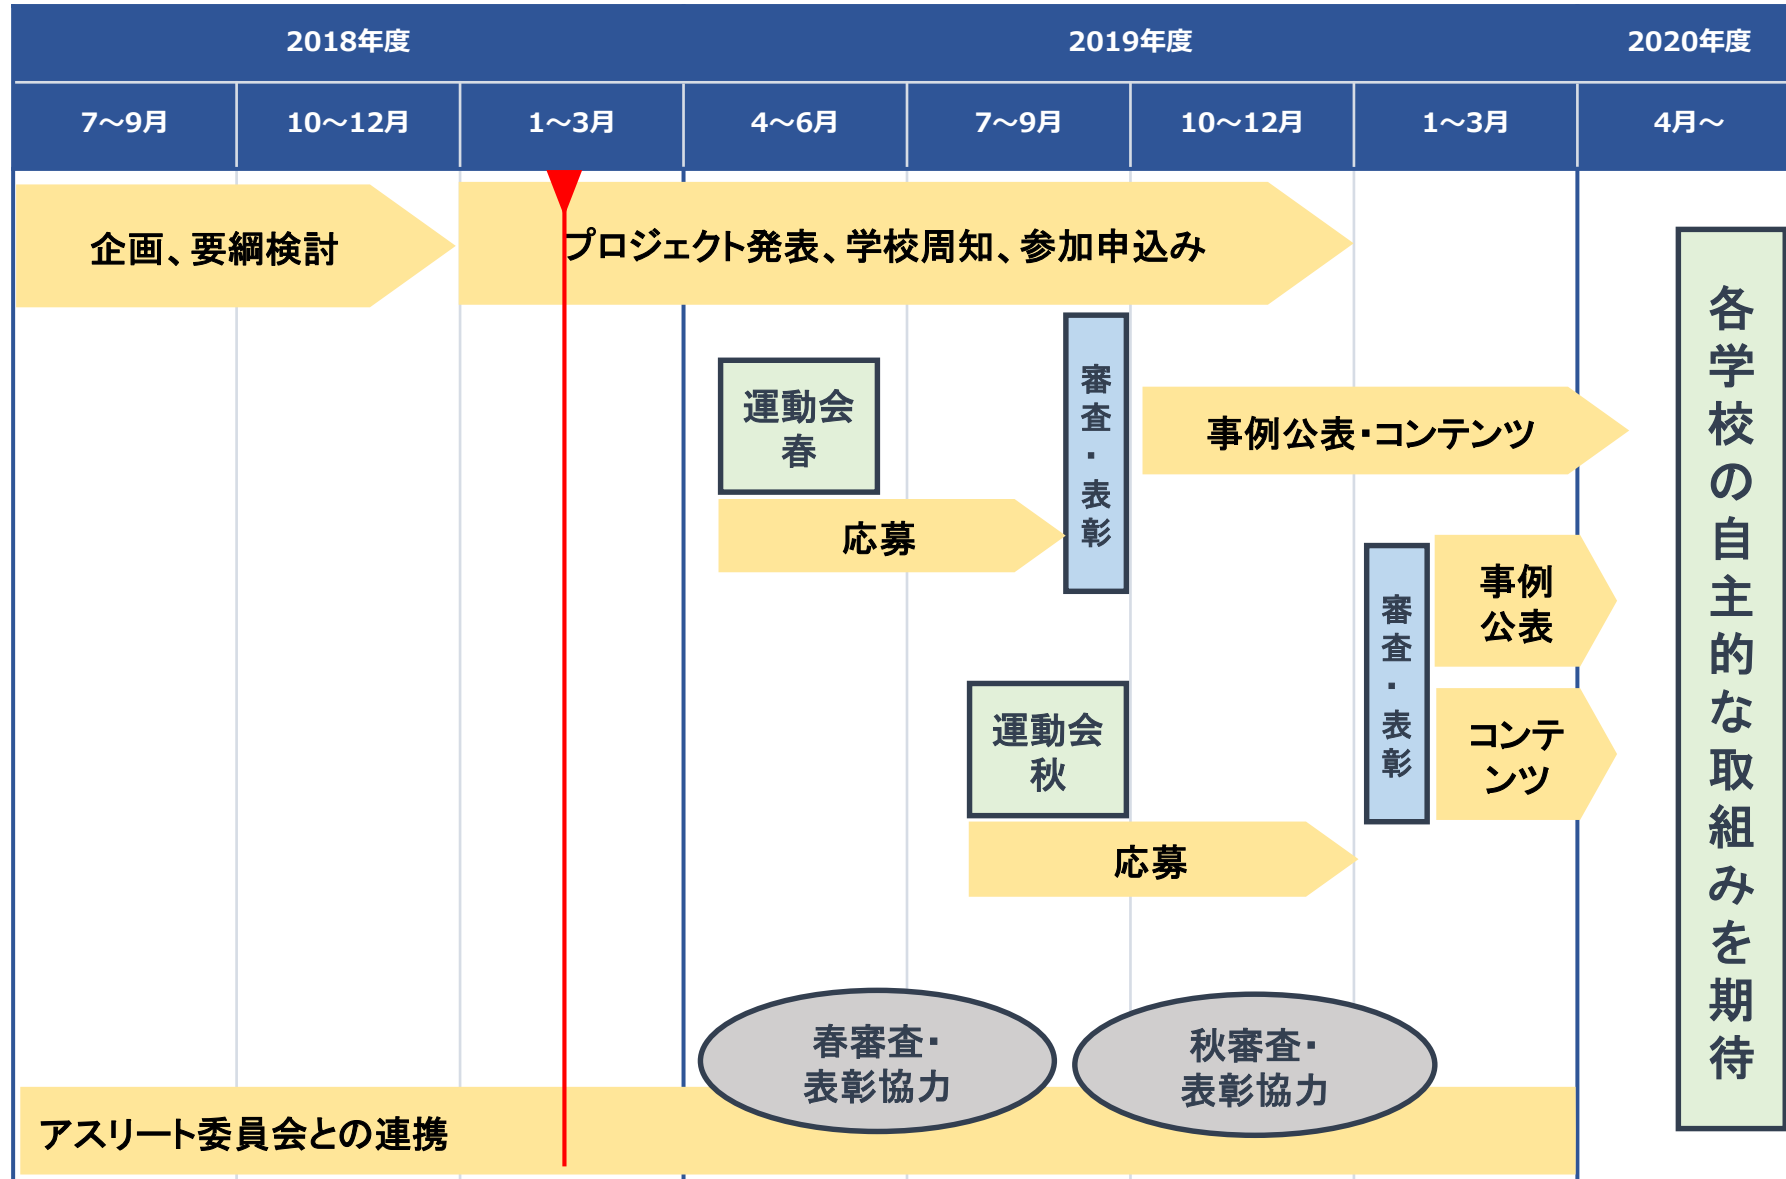 2018年度
2019年度
2020年度
7～9月
10～12月
1～3月
4～6月
7～9月
10～12月
1～3月
4月～
企画、要綱検討
プロジェクト発表、学校周知、参加申込み
運動会
春
応募
審査・表彰
事例公表・コンテンツ
運動会
秋
応募
審査・表彰
事例
公表
コンテ
ンツ
各学校の自主的な取組みを期待
春審査・
表彰協力
秋審査・
表彰協力
アスリート委員会との連携